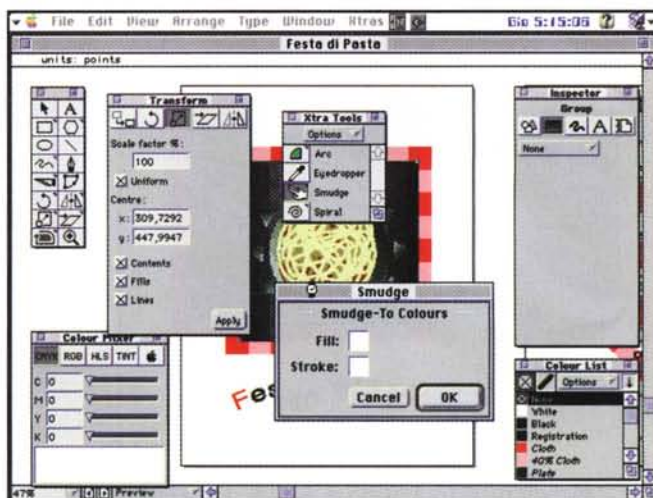 File Edit View Arrange Type Window Xtras
Gio 5:15:06
Festa di Pasta
units: points
Transform
Scale factor %:
100
Uniform
Centre:
x: 309,7292
y: 447,9947
Contents
Fills
Lines
Apply
Xtra Tools
Options
Arc
Eyedropper
Smudge
Spiral
Inspector
Group
None
Smudge
Smudge-To Colours
Fill:
Stroke:
Cancel OK
Colour Mixer
CMYK RGB HLS TINT
C 0
M 0
Y 0
K 0
Fes
Colour List
Options
None
White
Black
Registration
Cloth
40% Cloth
Plate
47% Preview